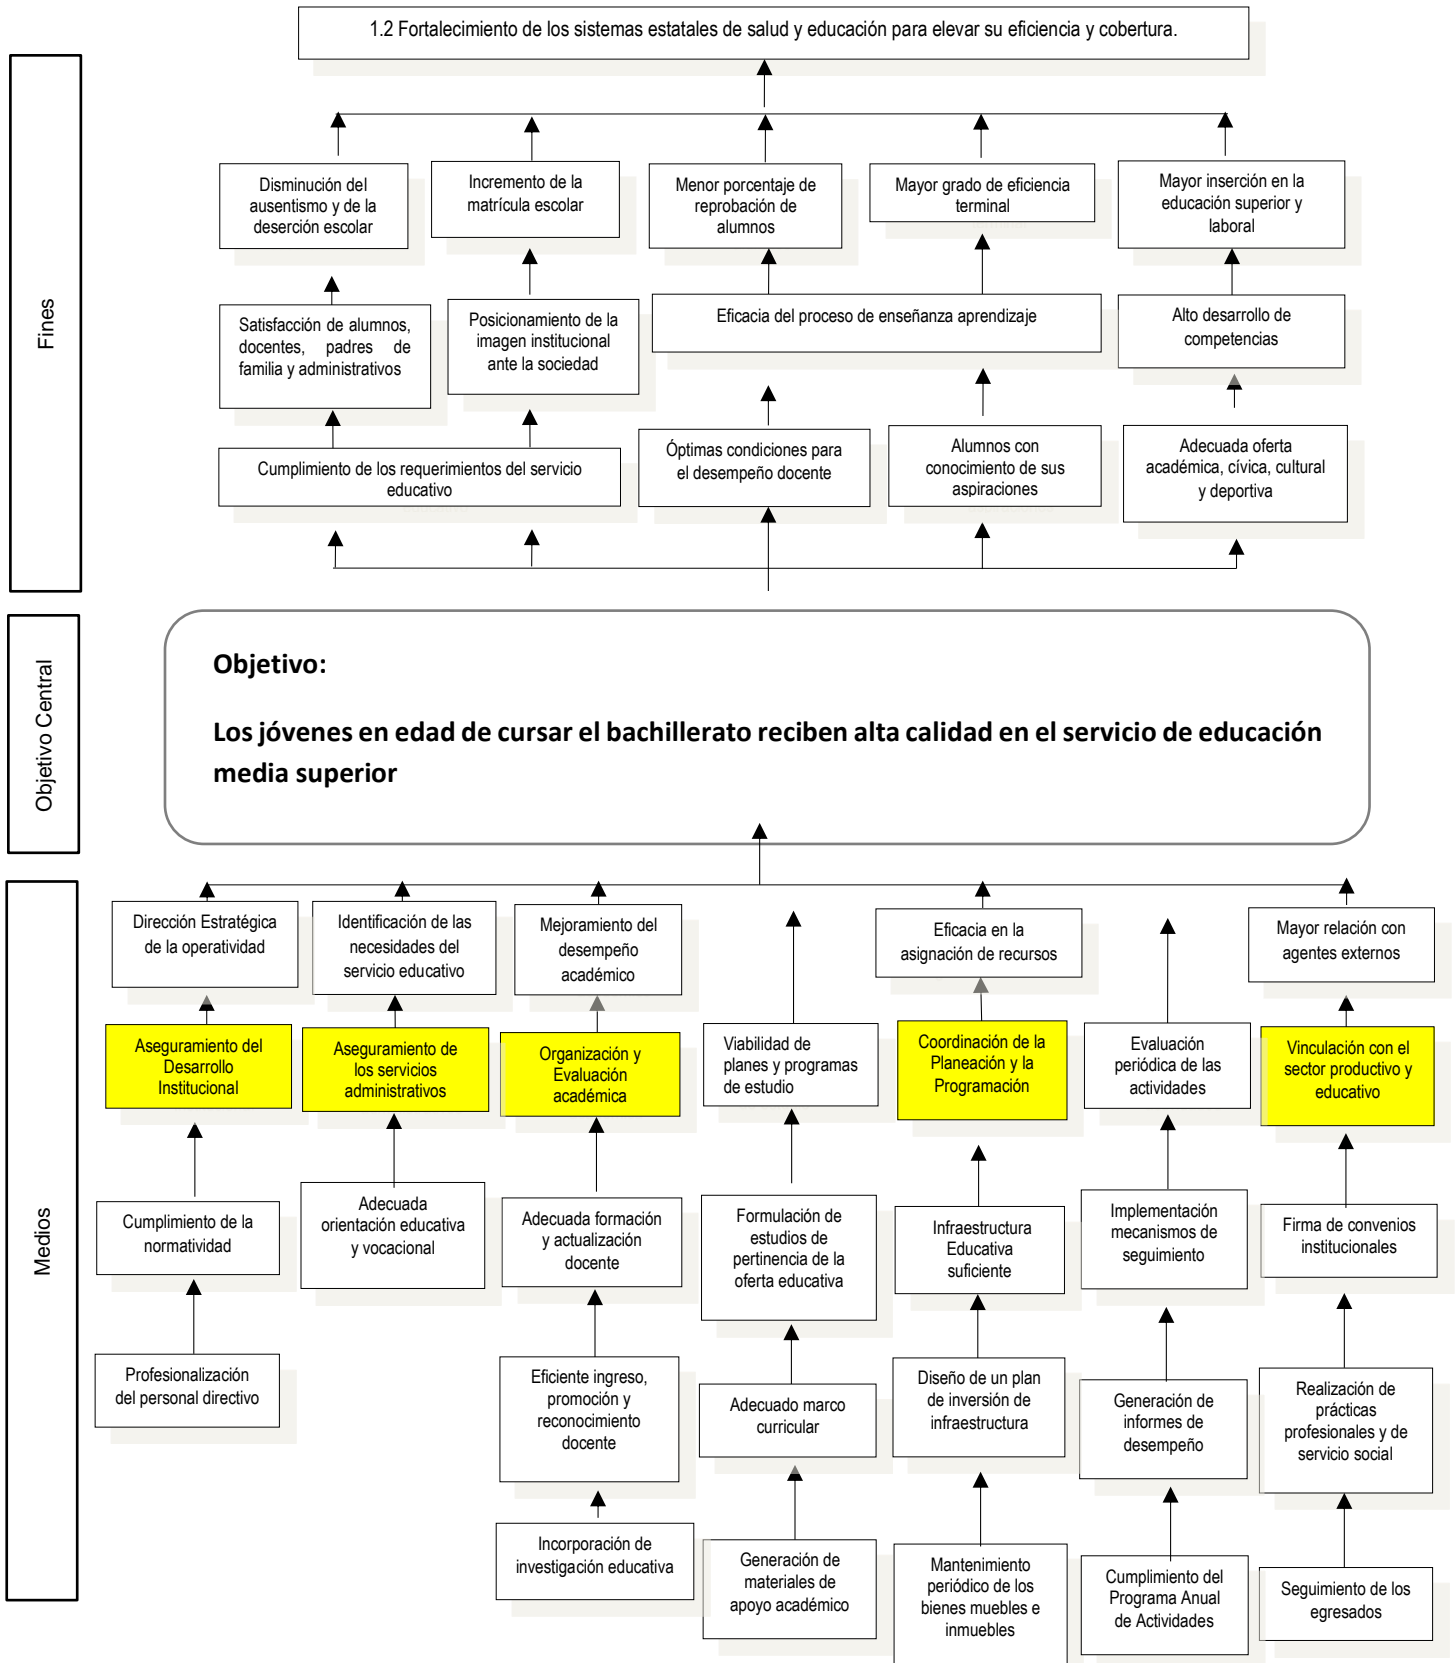 1.2 Fortalecimiento de los sistemas estatales de salud y educación para elevar su eficiencia y cobertura.
Fines
Disminución del
ausentismo y de la
deserción escolar
Incremento de la
matrícula escolar
Menor porcentaje de
reprobación de
alumnos
Mayor grado de eficiencia
terminal
Mayor inserción en la
educación superior y
laboral
Satisfacción de alumnos,
docentes, padres de
familia y administrativos
Posicionamiento de la
imagen institucional
ante la sociedad
Eficacia del proceso de enseñanza aprendizaje
Alto desarrollo de
competencias
Cumplimiento de los requerimientos del servicio
educativo
Óptimas condiciones para
el desempeño docente
Alumnos con
conocimiento de sus
aspiraciones
Adecuada oferta
académica, cívica, cultural
y deportiva
Objetivo Central
Objetivo:
Los jóvenes en edad de cursar el bachillerato reciben alta calidad en el servicio de educación
media superior
Medios
Dirección Estratégica
de la operatividad
Identificación de las
necesidades del
servicio educativo
Mejoramiento del
desempeño
académico
Eficacia en la
asignación de recursos
Mayor relación con
agentes externos
Aseguramiento del
Desarrollo
Institucional
Aseguramiento de
los servicios
administrativos
Organización y
Evaluación
académica
Viabilidad de
planes y programas
de estudio
Coordinación de la
Planeación y la
Programación
Evaluación
periódica de las
actividades
Vinculación con el
sector productivo y
educativo
Cumplimiento de la
normatividad
Adecuada
orientación educativa
y vocacional
Adecuada formación
y actualización
docente
Formulación de
estudios de
pertinencia de la
oferta educativa
Infraestructura
Educativa
suficiente
Implementación
mecanismos de
seguimiento
Firma de convenios
institucionales
Profesionalización
del personal directivo
Eficiente ingreso,
promoción y
reconocimiento
docente
Adecuado marco
curricular
Diseño de un plan
de inversión de
infraestructura
Generación de
informes de
desempeño
Realización de
prácticas
profesionales y de
servicio social
Incorporación de
investigación educativa
Generación de
materiales de
apoyo académico
Mantenimiento
periódico de los
bienes muebles e
inmuebles
Cumplimiento del
Programa Anual
de Actividades
Seguimiento de los
egresados